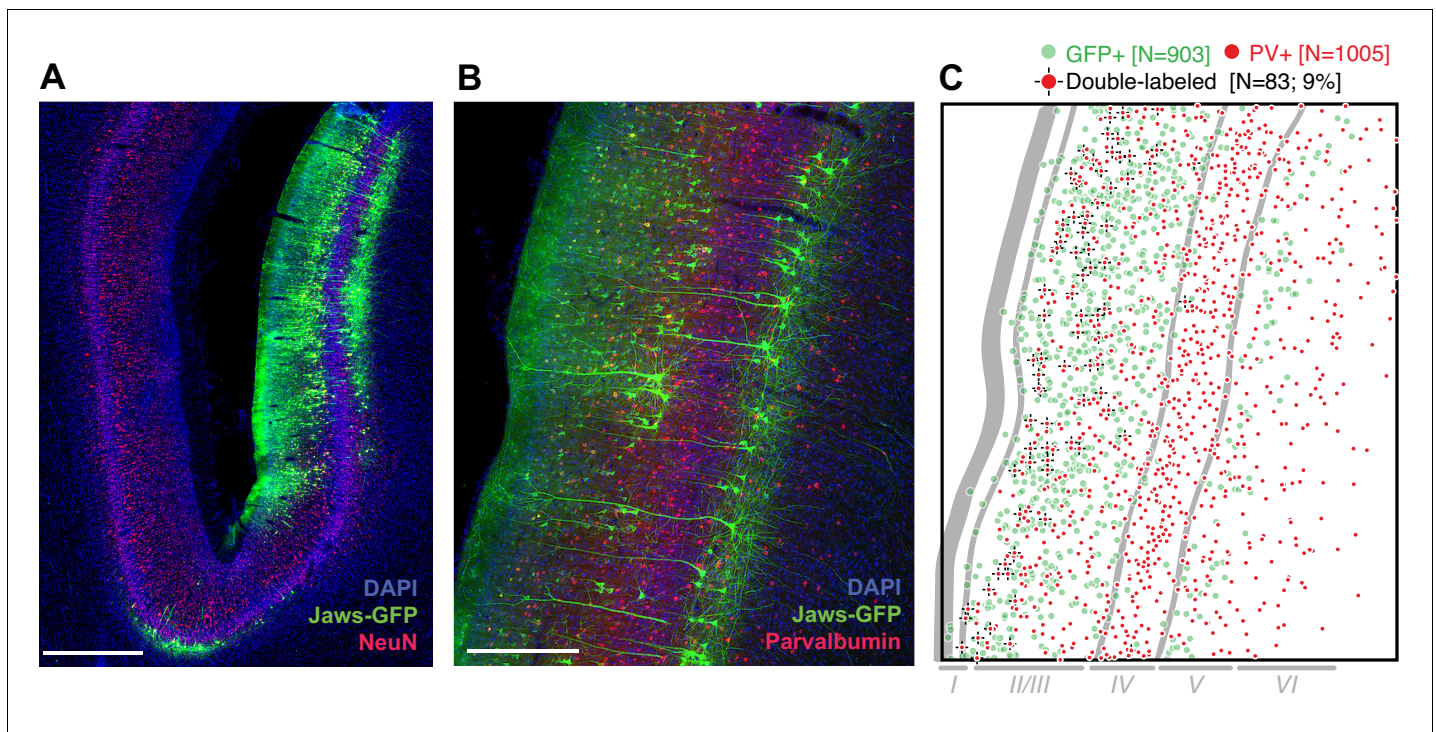 A
B
C
GFP+ [N=903] PV+ [N=1005]
Double-labeled [N=83; 9%]
DAPI
Jaws-GFP
NeuN
DAPI
Jaws-GFP
Parvalbumin
I II/III IV V VI